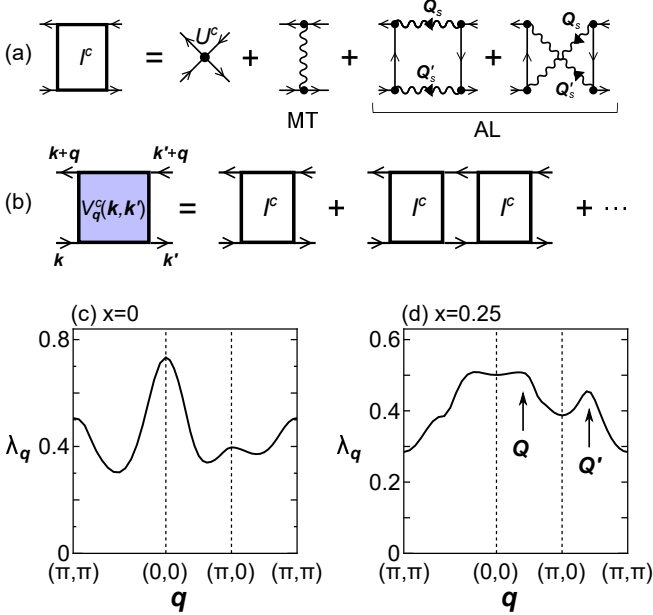 (a) I^c = U^c + + Q_s Q'_s + Q_s Q'_s
MT AL
k+q k'+q
(b) V^c_q(k,k') = I^c + I^c I^c + ···
k k'
(c) x=0
0.8
0.4
0
λ_q
(π,π) (0,0) (π,0) (π,π)
q
(d) x=0.25
0.6
0.4
0.2
0
λ_q
Q Q'
(π,π) (0,0) (π,0) (π,π)
q